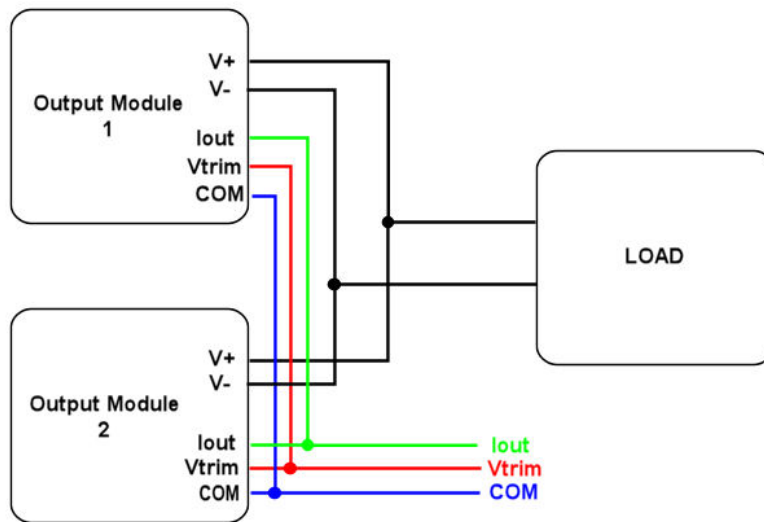 V+
V-
Output Module
1
Iout
Vtrim
COM
LOAD
V+
V-
Output Module
2
Iout
Vtrim
COM
Iout
Vtrim
COM